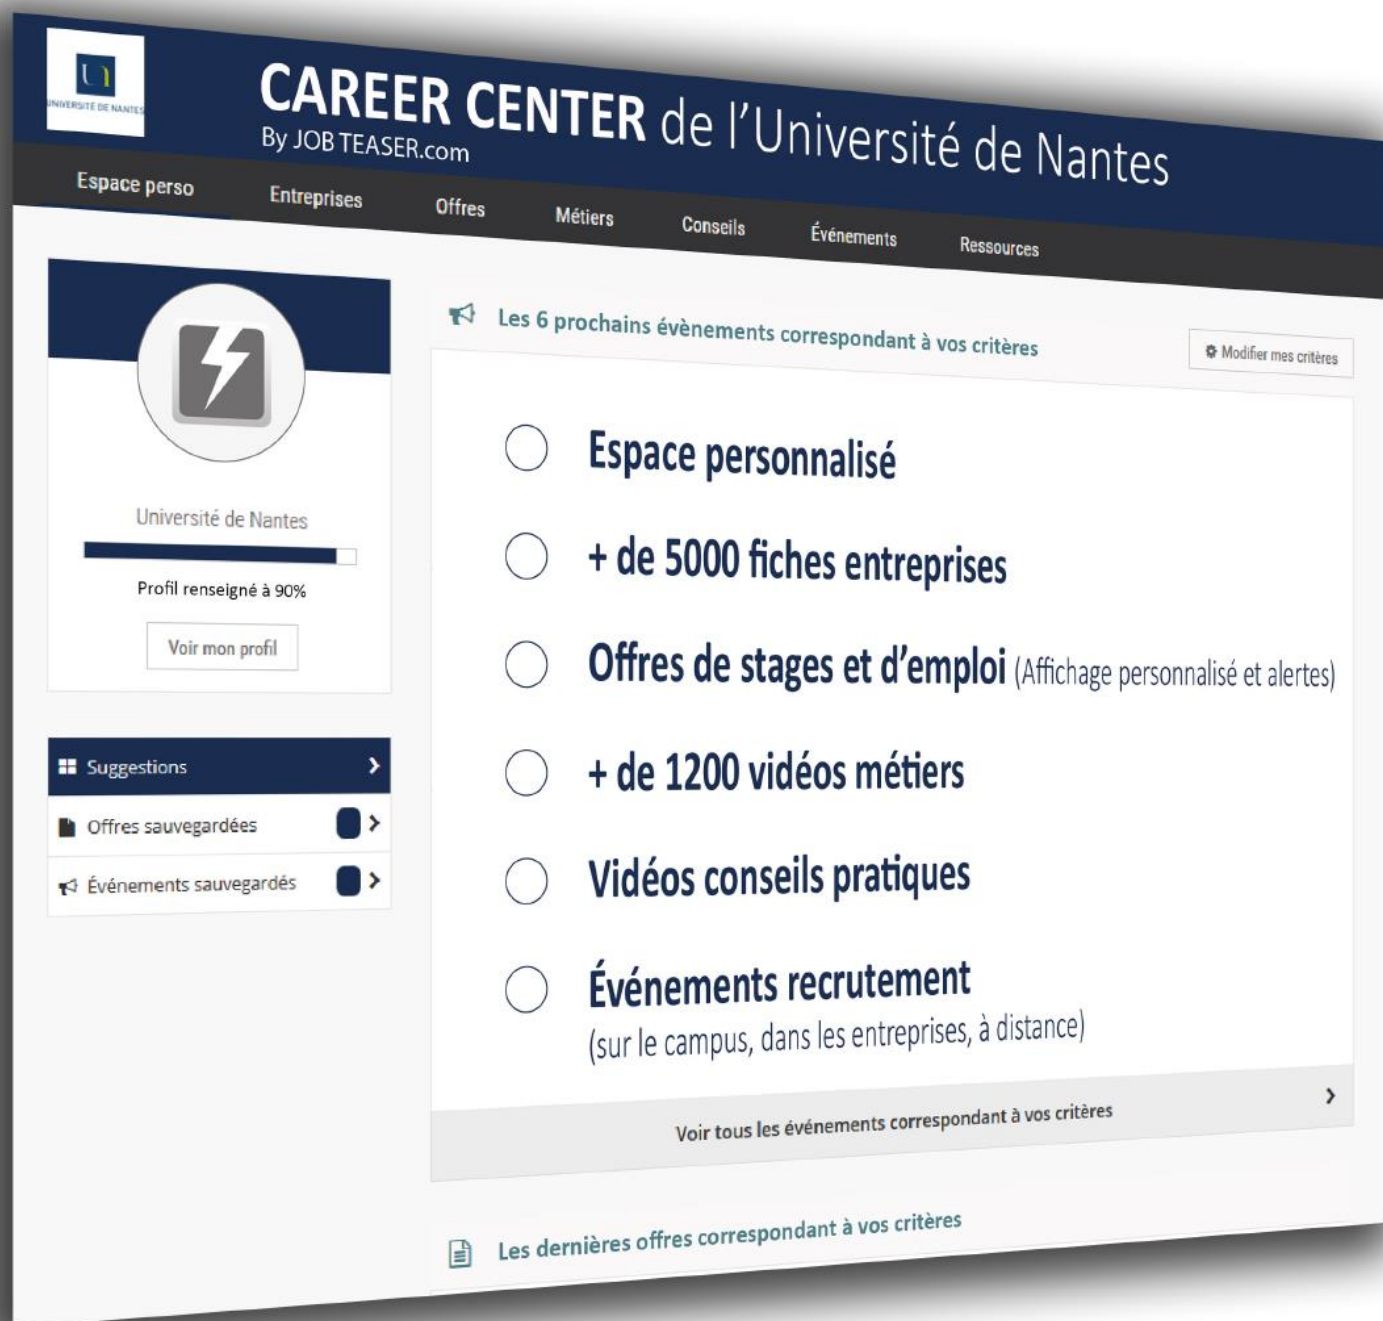 UNIVERSITÉ DE NANTES
CAREER CENTER de l'Université de Nantes
By JOB TEASER.com
Espace perso
Entreprises
Offres
Métiers
Conseils
Événements
Ressources
Université de Nantes
Profil renseigné à 90%
Voir mon profil
Suggestions
Offres sauvegardées
Événements sauvegardés
Les 6 prochains évènements correspondant à vos critères
Modifier mes critères
Espace personnalisé
+ de 5000 fiches entreprises
Offres de stages et d'emploi (Affichage personnalisé et alertes)
+ de 1200 vidéos métiers
Vidéos conseils pratiques
Événements recrutement
(sur le campus, dans les entreprises, à distance)
Voir tous les événements correspondant à vos critères
Les dernières offres correspondant à vos critères